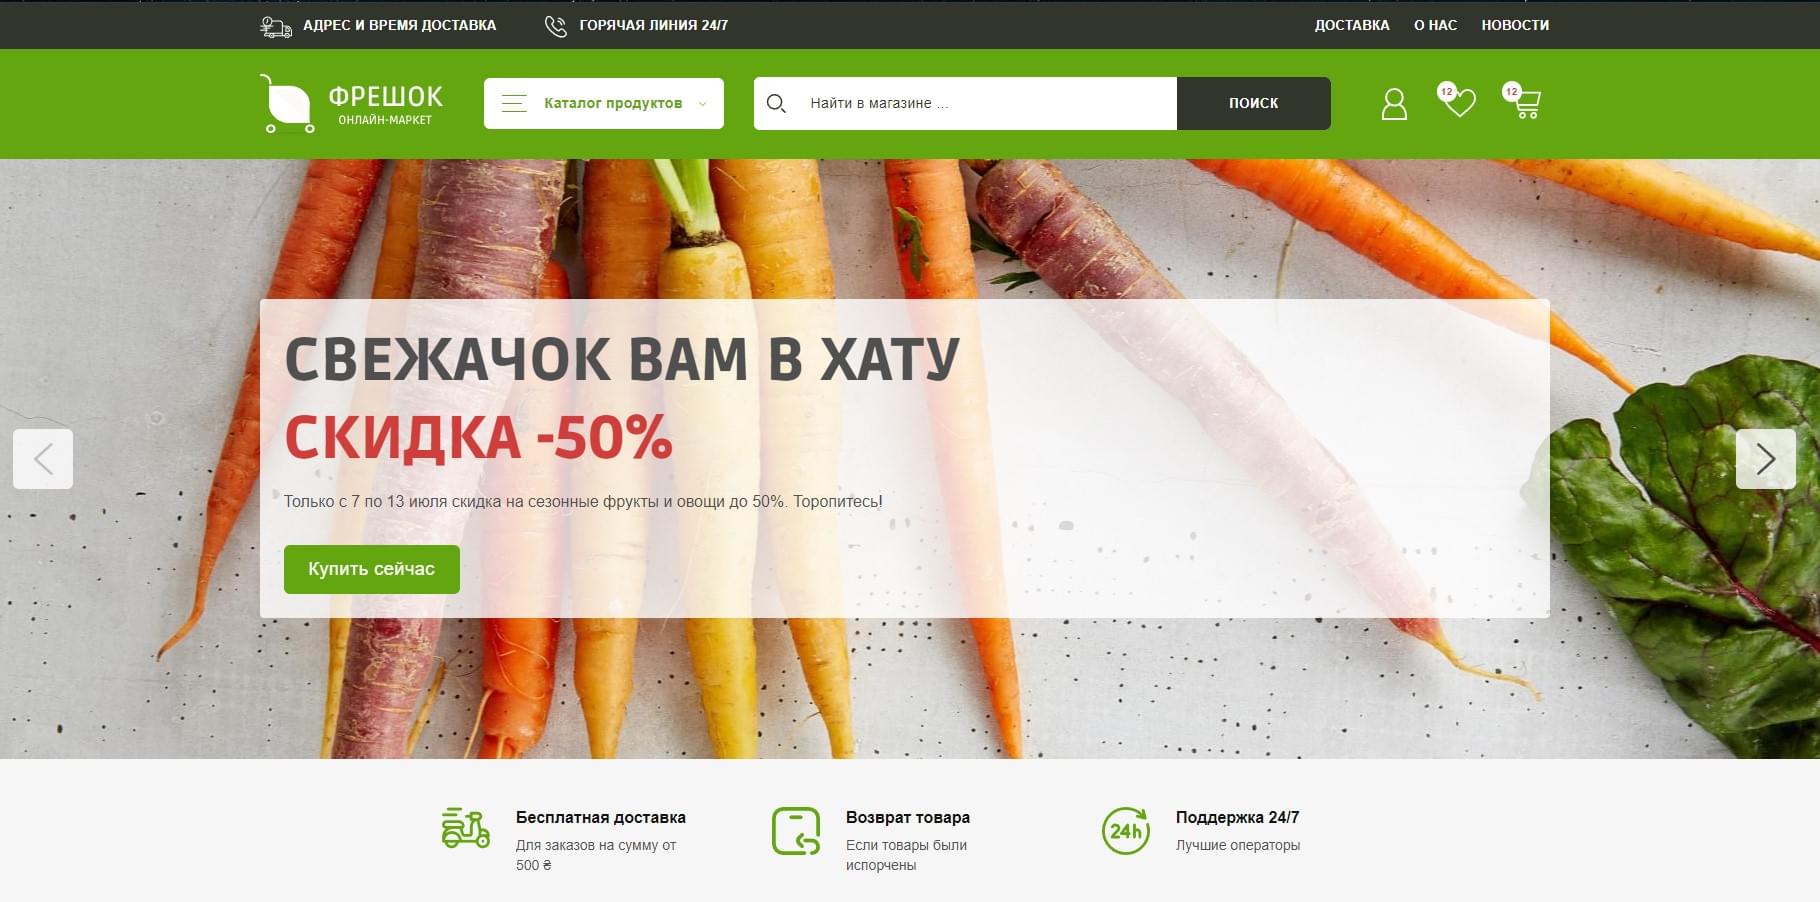 АДРЕС И ВРЕМЯ ДОСТАВКА
ГОРЯЧАЯ ЛИНИЯ 24/7
ДОСТАВКА
О НАС
НОВОСТИ
ФРЕШОК
ОНЛАЙН-МАРКЕТ
Каталог продуктов
Найти в магазине ...
ПОИСК
12
12
СВЕЖАЧОК ВАМ В ХАТУ
СКИДКА -50%
Только с 7 по 13 июля скидка на сезонные фрукты и овощи до 50%. Торопитесь!
Купить сейчас
Бесплатная доставка
Для заказов на сумму от
500 ₴
Возврат товара
Если товары были
испорчены
24h
Поддержка 24/7
Лучшие операторы